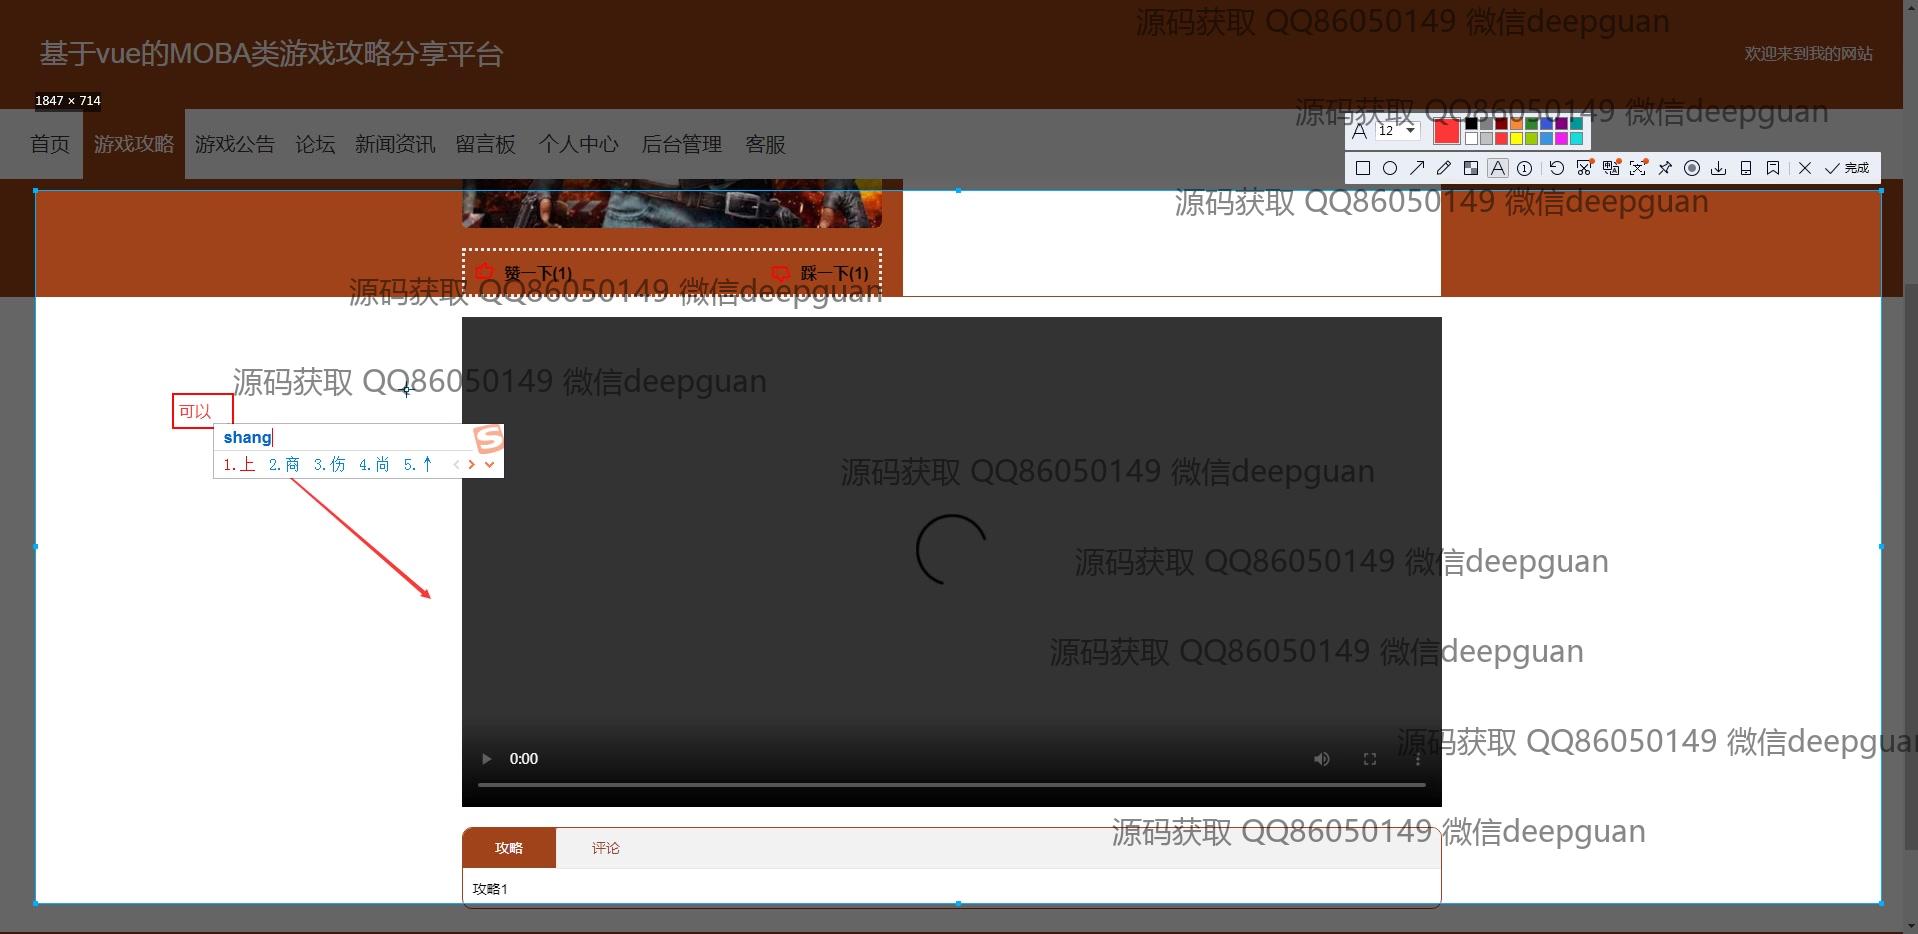 源码获取 QQ86050149 微信deepguan
基于vue的MOBA类游戏攻略分享平台
欢迎来到我的网站
1847 × 714
源码获取 QQ86050149 微信deepguan
12
首页 游戏攻略 游戏公告 论坛 新闻资讯 留言板 个人中心 后台管理 客服
完成
源码获取 QQ86050149 微信deepguan
赞一下(1) 踩一下(1)
源码获取 QQ86050149 微信deepguan
源码获取 QQ86050149 微信deepguan
可以
shang
1.上 2.商 3.伤 4.尚 5.↑
源码获取 QQ86050149 微信deepguan
源码获取 QQ86050149 微信deepguan
源码获取 QQ86050149 微信deepguan
源码获取 QQ86050149 微信deepguan
0:00
源码获取 QQ86050149 微信deepguan
攻略 评论
攻略1